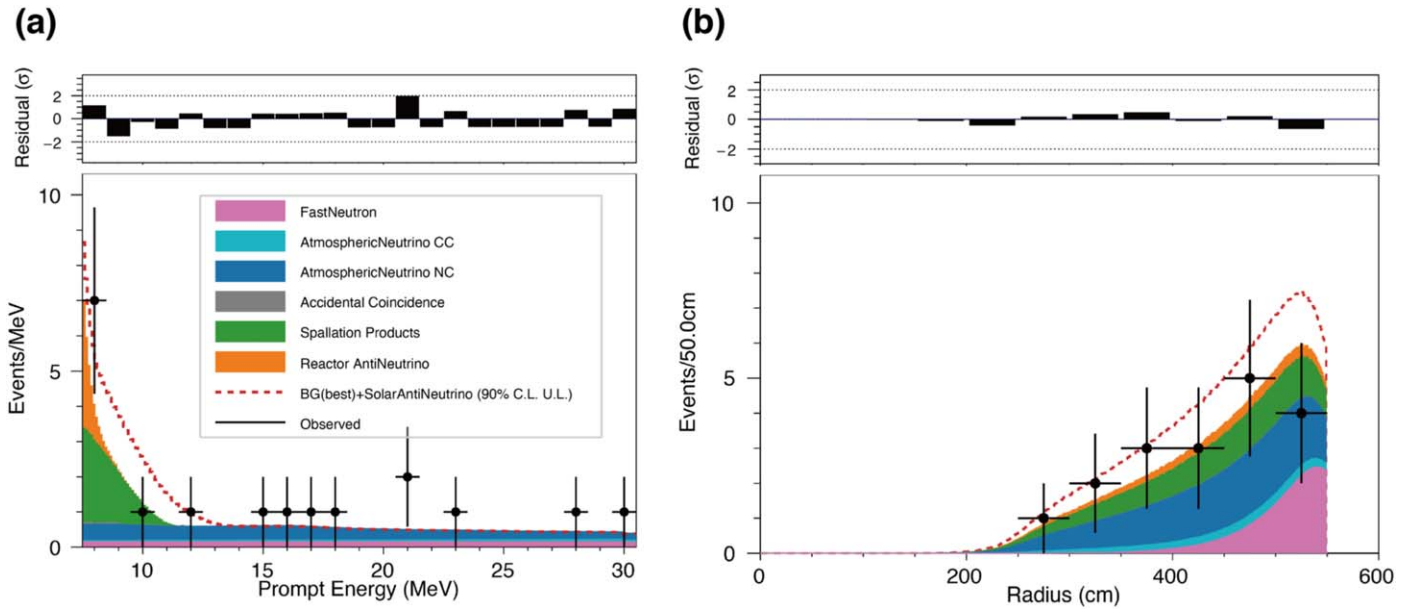 (a)
Residual (σ)
2
0
−2
Events/MeV
10
5
0
FastNeutron
AtmosphericNeutrino CC
AtmosphericNeutrino NC
Accidental Coincidence
Spallation Products
Reactor AntiNeutrino
BG(best)+SolarAntiNeutrino (90% C.L. U.L.)
Observed
10 15 20 25 30
Prompt Energy (MeV)
(b)
Residual (σ)
2
0
−2
Events/50.0cm
10
5
0
0 200 400 600
Radius (cm)